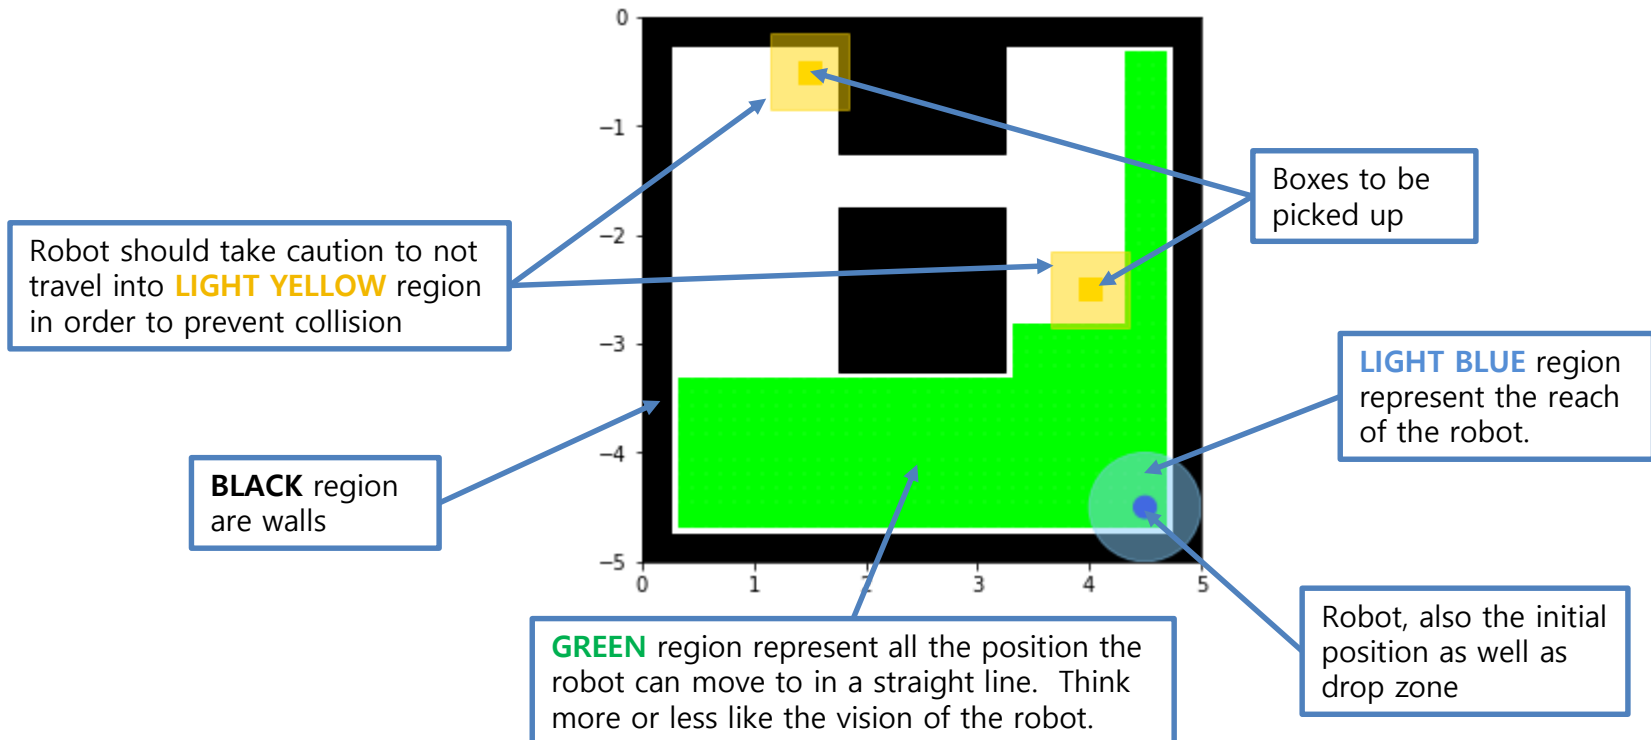 0
−1
−2
−3
−4
−5
0
1
2
3
4
5
Boxes to be
picked up
Robot should take caution to not
travel into LIGHT YELLOW region
in order to prevent collision
LIGHT BLUE region
represent the reach
of the robot.
BLACK region
are walls
Robot, also the initial
position as well as
drop zone
GREEN region represent all the position the
robot can move to in a straight line.  Think
more or less like the vision of the robot.